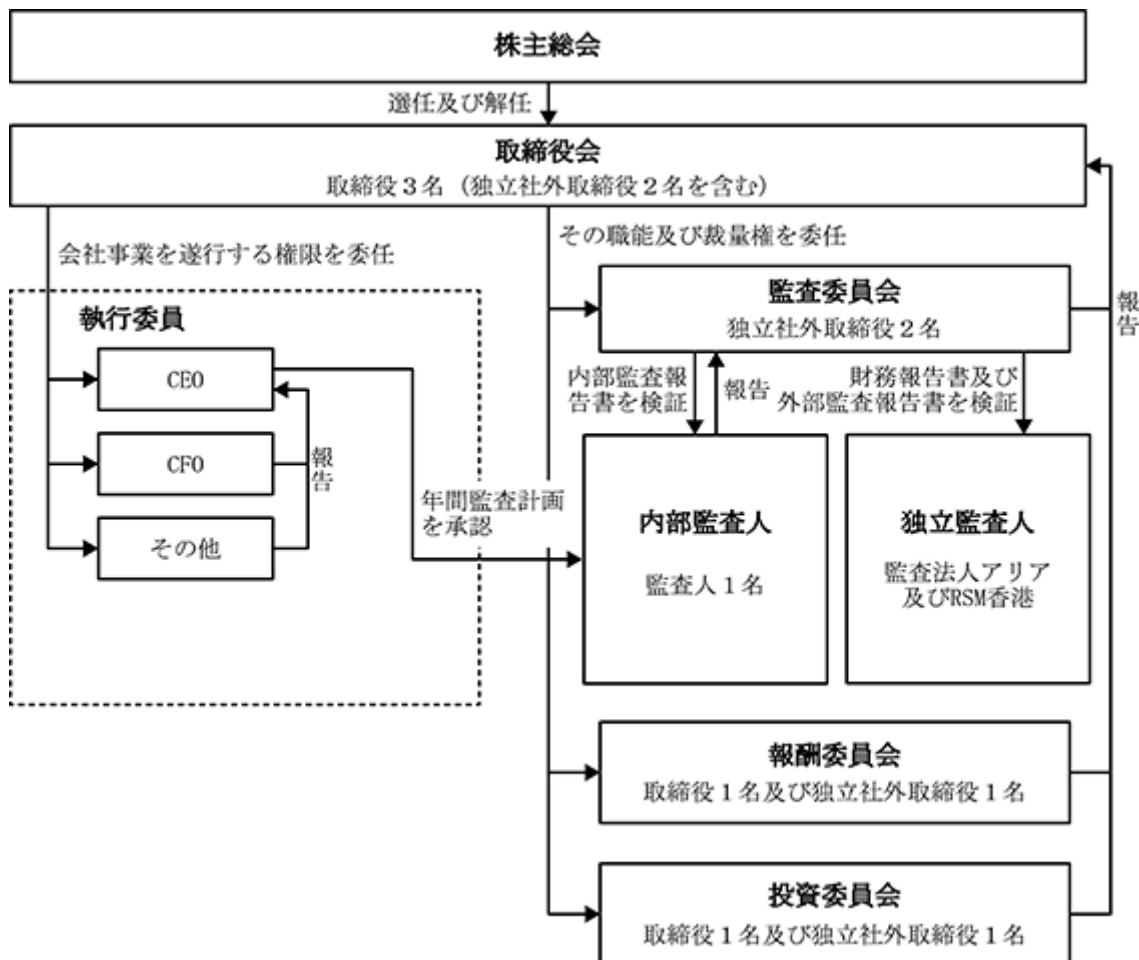 株主総会
選任及び解任
取締役会
取締役３名（独立社外取締役２名を含む）
会社事業を遂行する権限を委任
その職能及び裁量権を委任
監査委員会
独立社外取締役２名
報告
執行委員
CEO
CFO
その他
報告
内部監査報
告書を検証
報告
財務報告書及び
外部監査報告書を検証
年間監査計画
を承認
内部監査人
監査人１名
独立監査人
監査法人アリア
及びRSM香港
報酬委員会
取締役１名及び独立社外取締役１名
投資委員会
取締役１名及び独立社外取締役１名